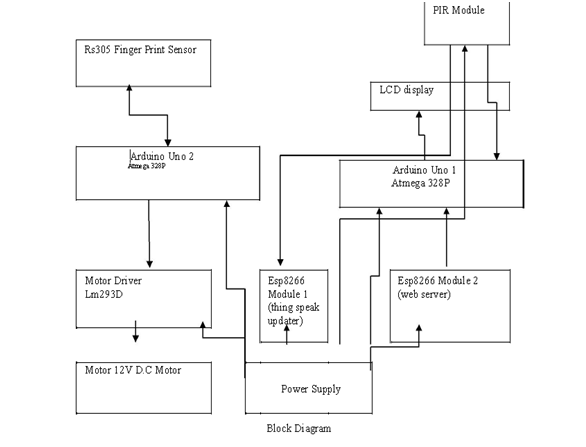 PIR Module
Rs305 Finger Print Sensor
LCD display
Arduino Uno 2
Atmega 328P
Arduino Uno 1
Atmega 328P
Motor Driver
Lm293D
Esp8266
Module 1
(thing speak
updater)
Esp8266 Module 2
(web server)
Motor 12V D.C Motor
Power Supply
Block Diagram